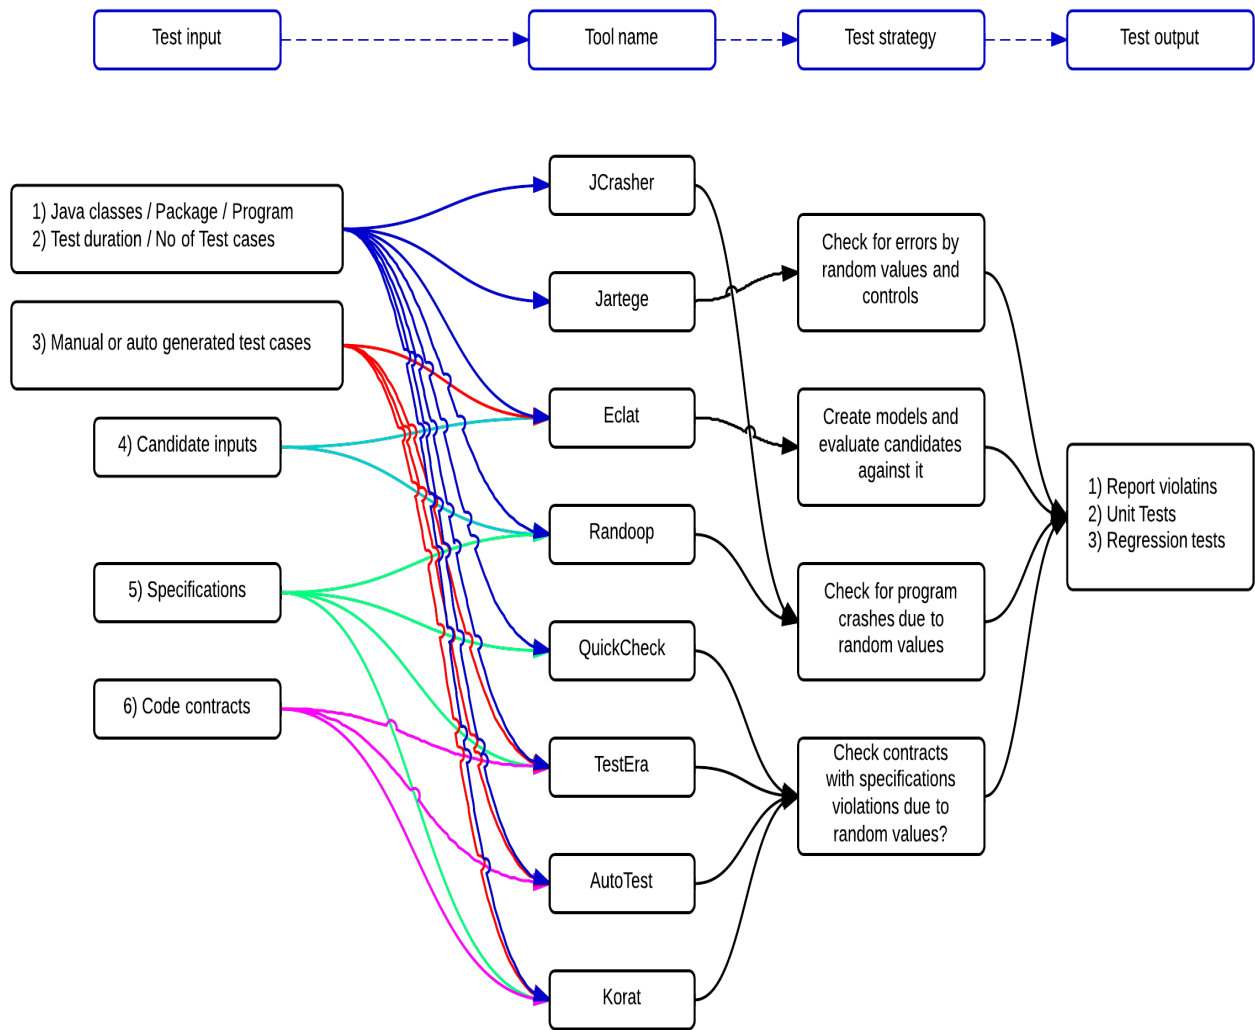 Test input
Tool name
Test strategy
Test output
1) Java classes / Package / Program
2) Test duration / No of Test cases
3) Manual or auto generated test cases
4) Candidate inputs
5) Specifications
6) Code contracts
JCrasher
Jartege
Eclat
Randoop
QuickCheck
TestEra
AutoTest
Korat
Check for errors by
random values and
controls
Create models and
evaluate candidates
against it
Check for program
crashes due to
random values
Check contracts
with specifications
violations due to
random values?
1) Report violatins
2) Unit Tests
3) Regression tests